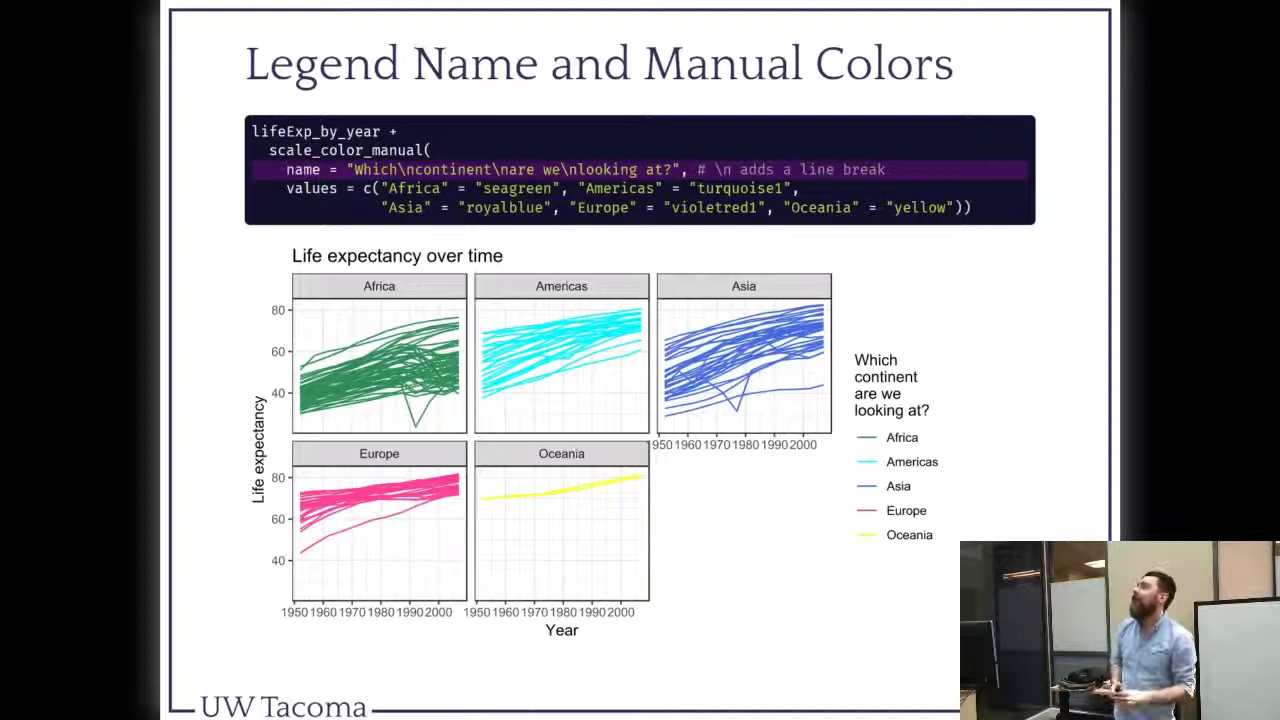 Legend Name and Manual Colors
lifeExp_by_year +
scale_color_manual(
name = "Which\ncontinent\nare we\nlooking at?", # \n adds a line break
values = c("Africa" = "seagreen", "Americas" = "turquoise1",
"Asia" = "royalblue", "Europe" = "violetred1", "Oceania" = "yellow"))
Life expectancy over time
Africa
Americas
Asia
80
60
40
950 1960 1970 1980 1990 2000
Europe
Oceania
80
60
40
1950 1960 1970 1980 1990 2000
1950 1960 1970 1980 1990 2000
Life expectancy
Year
Which
continent
are we
looking at?
Africa
Americas
Asia
Europe
Oceania
UW Tacoma